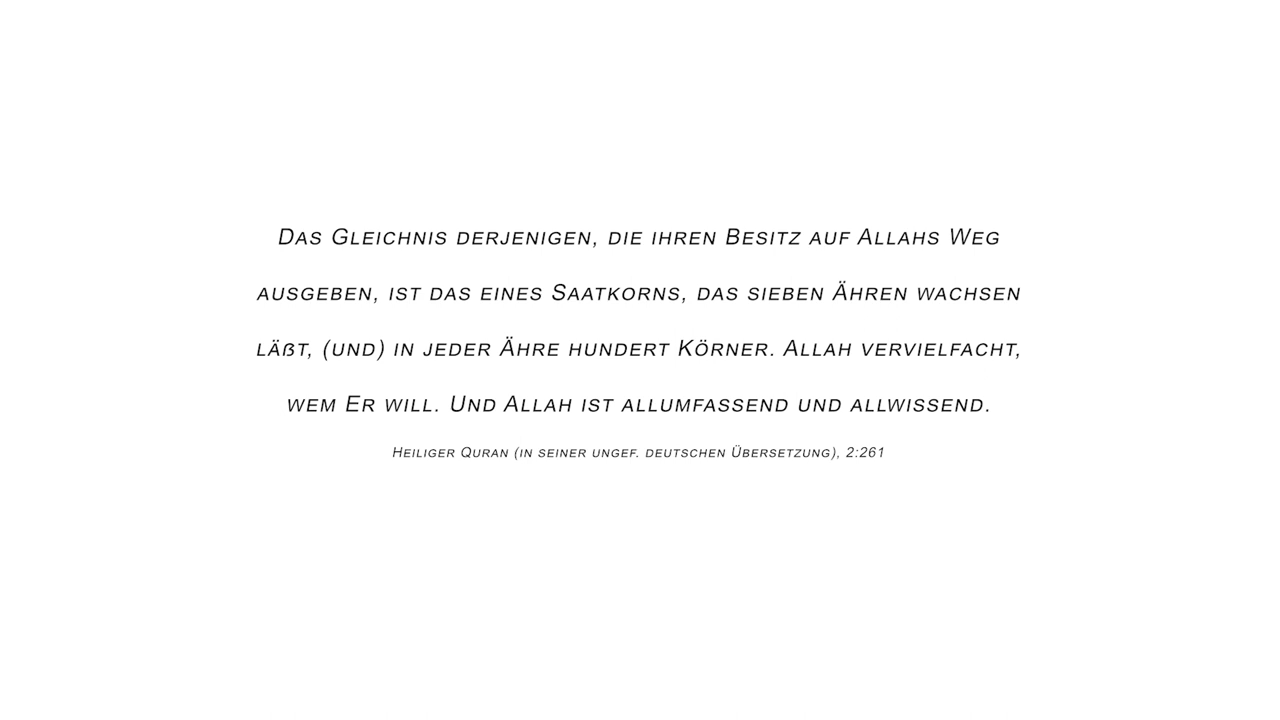 Das Gleichnis derjenigen, die ihren Besitz auf Allahs Weg
ausgeben, ist das eines Saatkorns, das sieben Ähren wachsen
läßt, (und) in jeder Ähre hundert Körner. Allah vervielfacht,
wem Er will. Und Allah ist allumfassend und allwissend.
Heiliger Quran (in seiner ungef. deutschen Übersetzung), 2:261